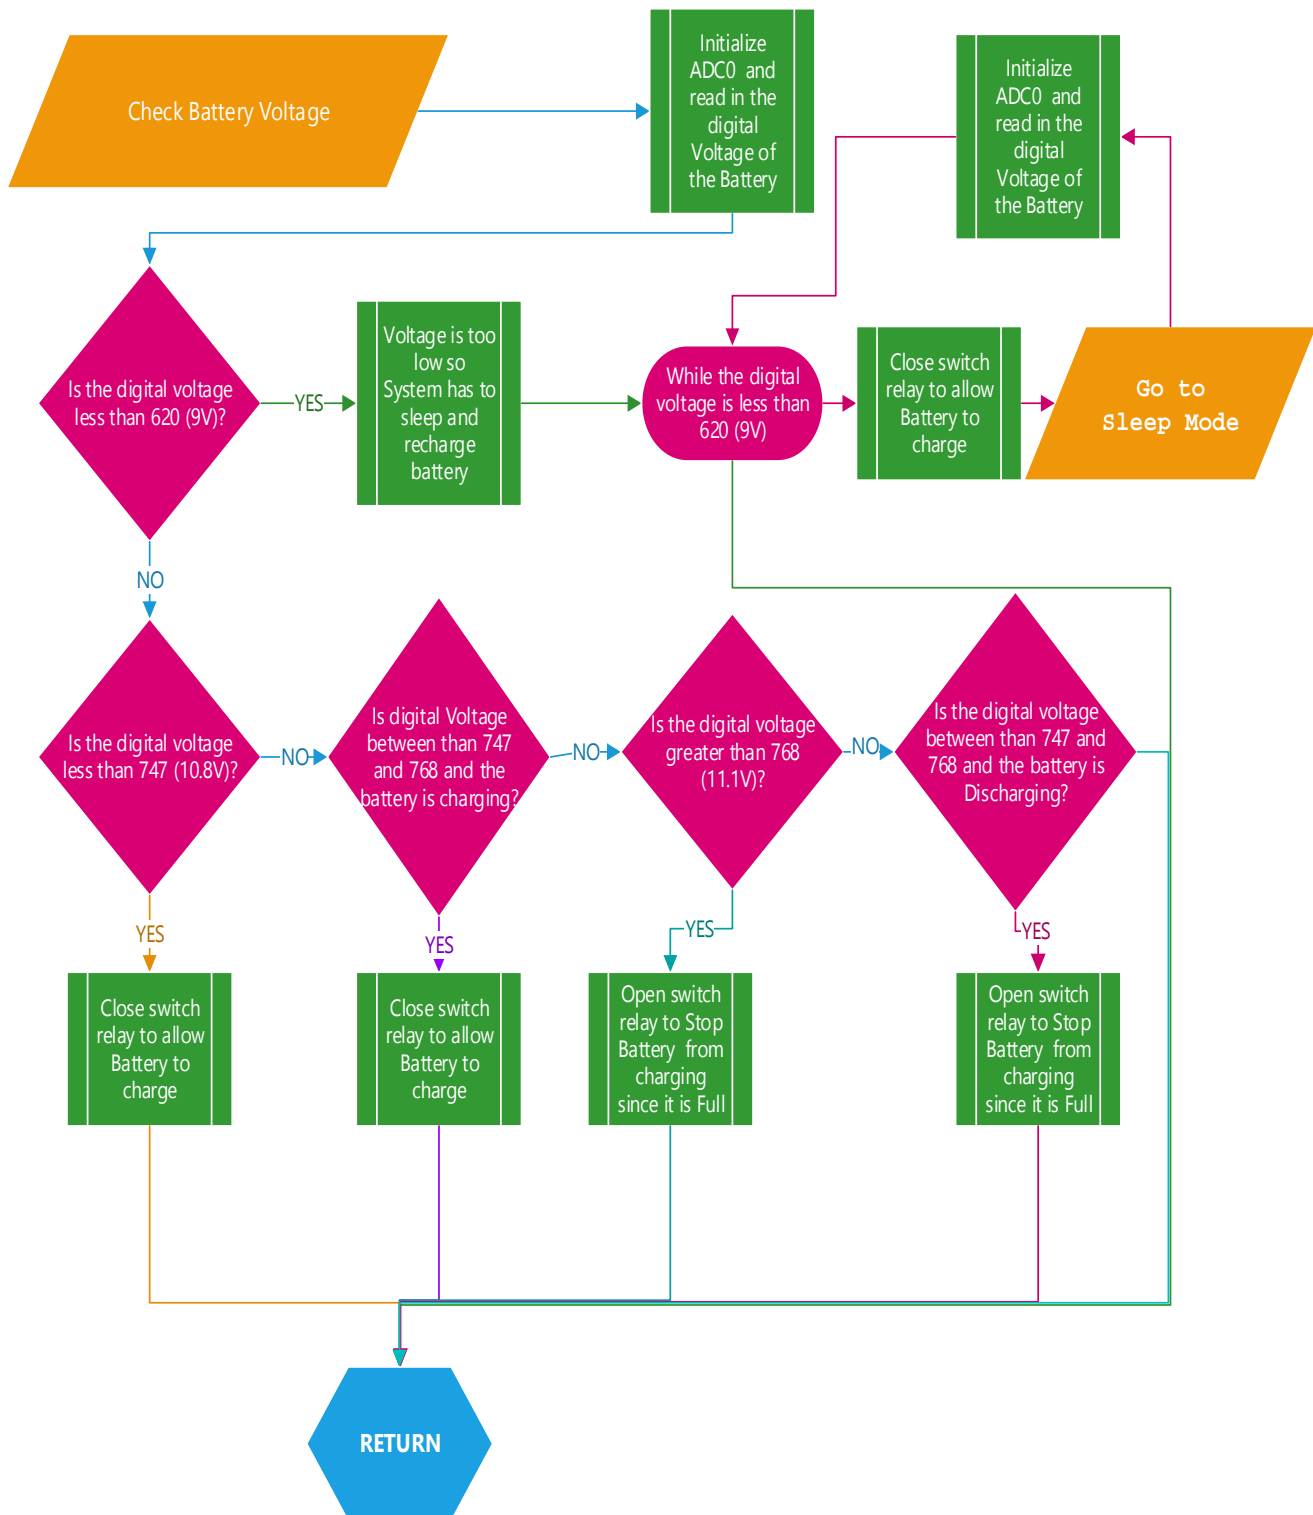 Check Battery Voltage
Initialize
ADC0 and
read in the
digital
Voltage of
the Battery
Initialize
ADC0 and
read in the
digital
Voltage of
the Battery
Is the digital voltage
less than 620 (9V)?
YES
Voltage is too
low so
System has to
sleep and
recharge
battery
While the digital
voltage is less than
620 (9V)
Close switch
relay to allow
Battery to
charge
Go to
Sleep Mode
NO
Is the digital voltage
less than 747 (10.8V)?
NO
Is digital Voltage
between than 747
and 768 and the
battery is charging?
NO
Is the digital voltage
greater than 768
(11.1V)?
NO
Is the digital voltage
between than 747 and
768 and the battery is
Discharging?
YES
YES
YES
YES
Close switch
relay to allow
Battery to
charge
Close switch
relay to allow
Battery to
charge
Open switch
relay to Stop
Battery from
charging
since it is Full
Open switch
relay to Stop
Battery from
charging
since it is Full
RETURN